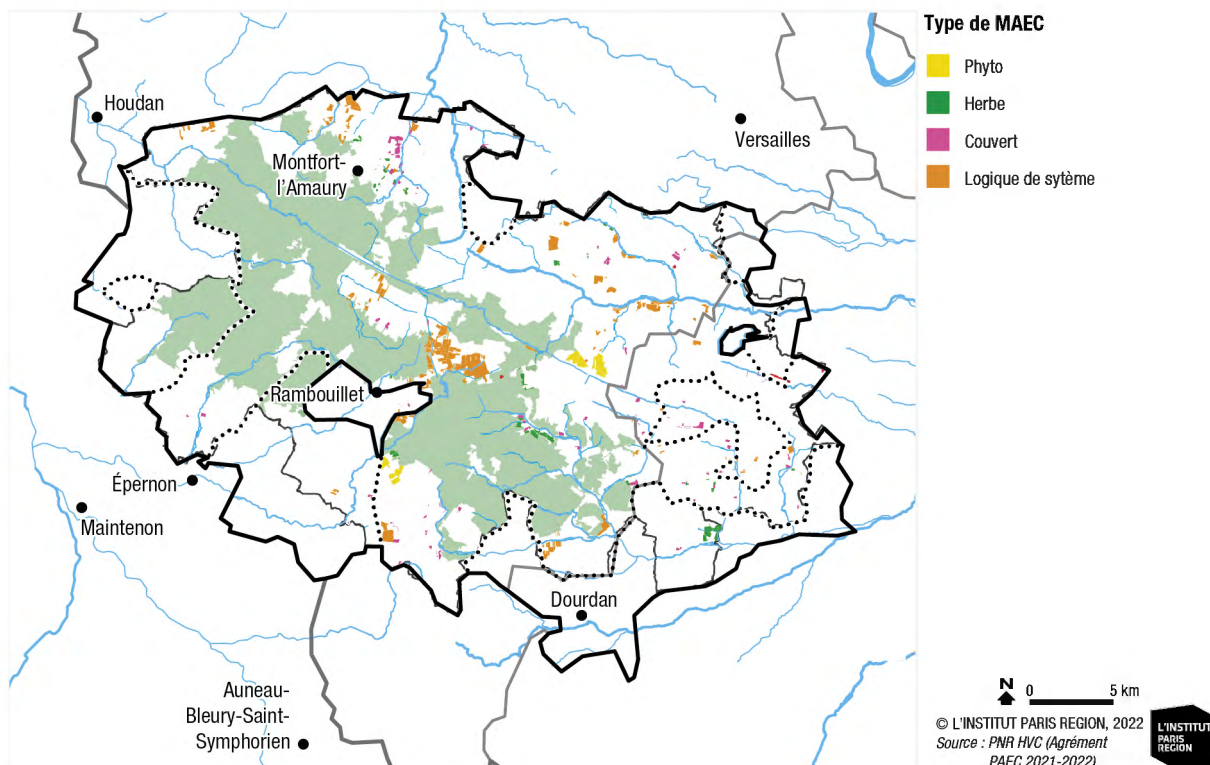 Type de MAEC
Phyto
Herbe
Couvert
Logique de sytème
Houdan
Versailles
Montfort-
l'Amaury
Rambouillet
Épernon
Maintenon
Dourdan
Auneau-
Bleury-Saint-
Symphorien
N
0 5 km
© L'INSTITUT PARIS REGION, 2022
Source : PNR HVC (Agrément
PAEC 2021-2022)
L'INSTITUT
PARIS
REGION